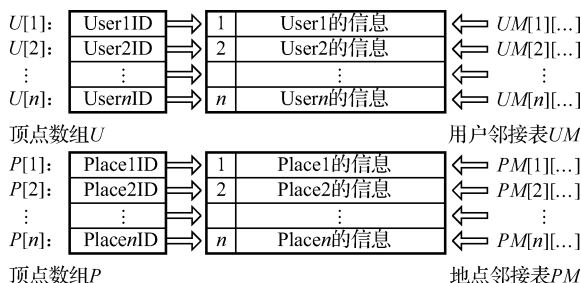 U[1]: User1ID 1 User1的信息 UM[1][…]
U[2]: User2ID 2 User2的信息 UM[2][…]
⋮ ⋮ ⋮ ⋮
U[n]: UsernID n Usern的信息 UM[n][…]
顶点数组U 用户邻接表UM
P[1]: Place1ID 1 Place1的信息 PM[1][…]
P[2]: Place2ID 2 Place2的信息 PM[2][…]
⋮ ⋮ ⋮ ⋮
P[n]: PlacenID n Placen的信息 PM[n][…]
顶点数组P 地点邻接表PM